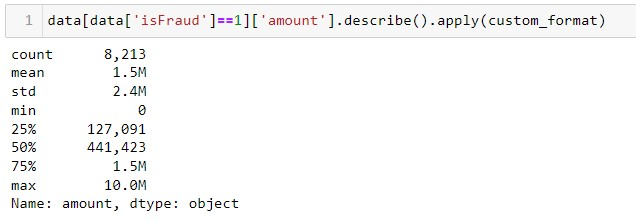 1 data[data['isFraud']==1]['amount'].describe().apply(custom_format)
count 8,213
mean 1.5M
std 2.4M
min 0
25% 127,091
50% 441,423
75% 1.5M
max 10.0M
Name: amount, dtype: object